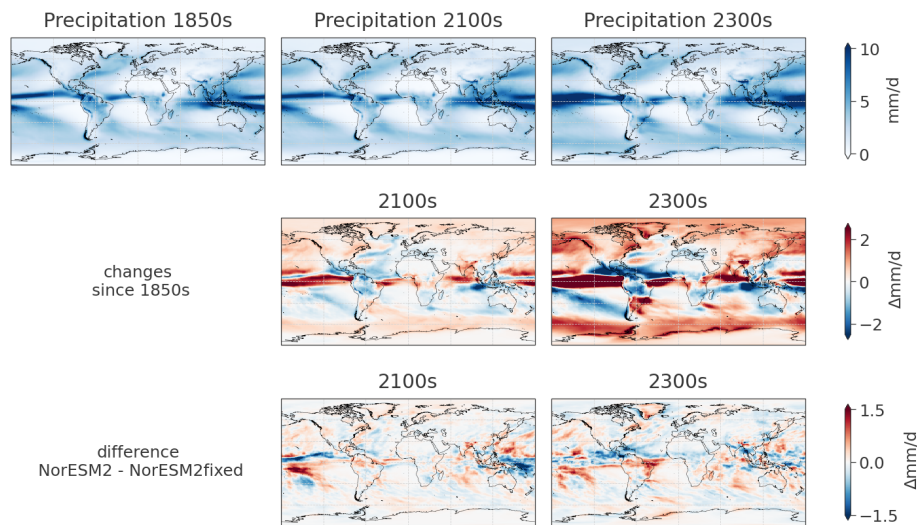 Precipitation 1850s
Precipitation 2100s
Precipitation 2300s
10
5
0
mm/d
changes
since 1850s
2100s
2300s
2
0
−2
Δmm/d
difference
NorESM2 - NorESM2fixed
2100s
2300s
1.5
0.0
−1.5
Δmm/d